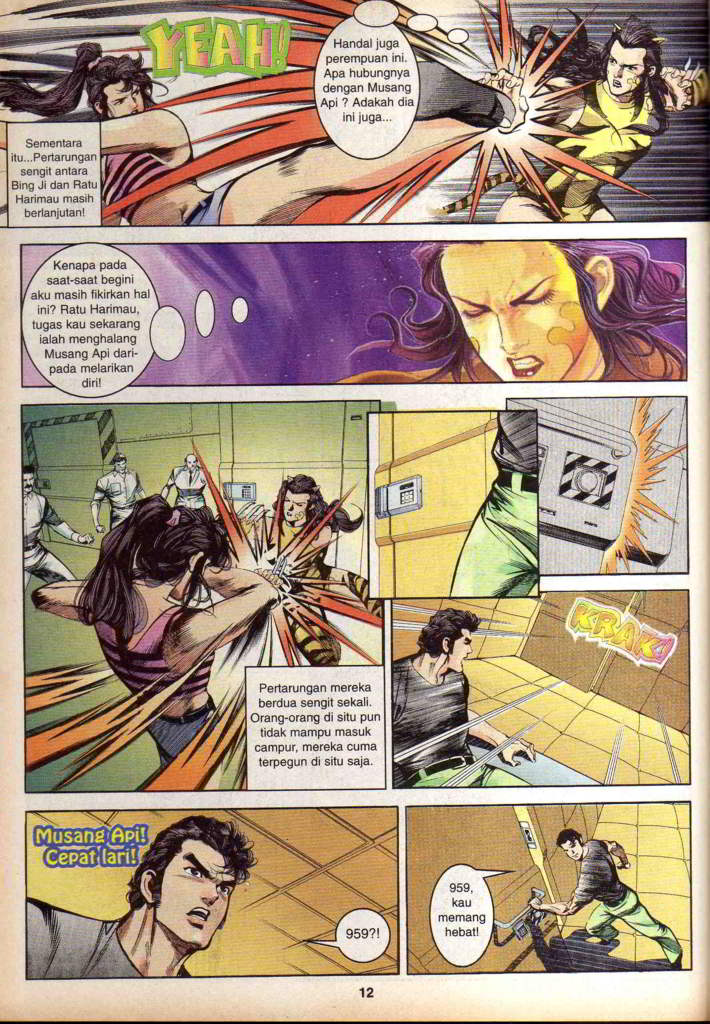 YEAH!
Handal juga
perempuan ini.
Apa hubungnya
dengan Musang
Api ? Adakah dia
ini juga...
Sementara
itu...Pertarungan
sengit antara
Bing Ji dan Ratu
Harimau masih
berlanjutan!
Kenapa pada
saat-saat begini
aku masih fikirkan hal
ini? Ratu Harimau,
tugas kau sekarang
ialah menghalang
Musang Api dari-
pada melarikan
diri!
Pertarungan mereka
berdua sengit sekali.
Orang-orang di situ pun
tidak mampu masuk
campur, mereka cuma
terpegun di situ saja.
KRAK!
Musang Api!
Cepat lari!
959?!
959,
kau
memang
hebat!
12